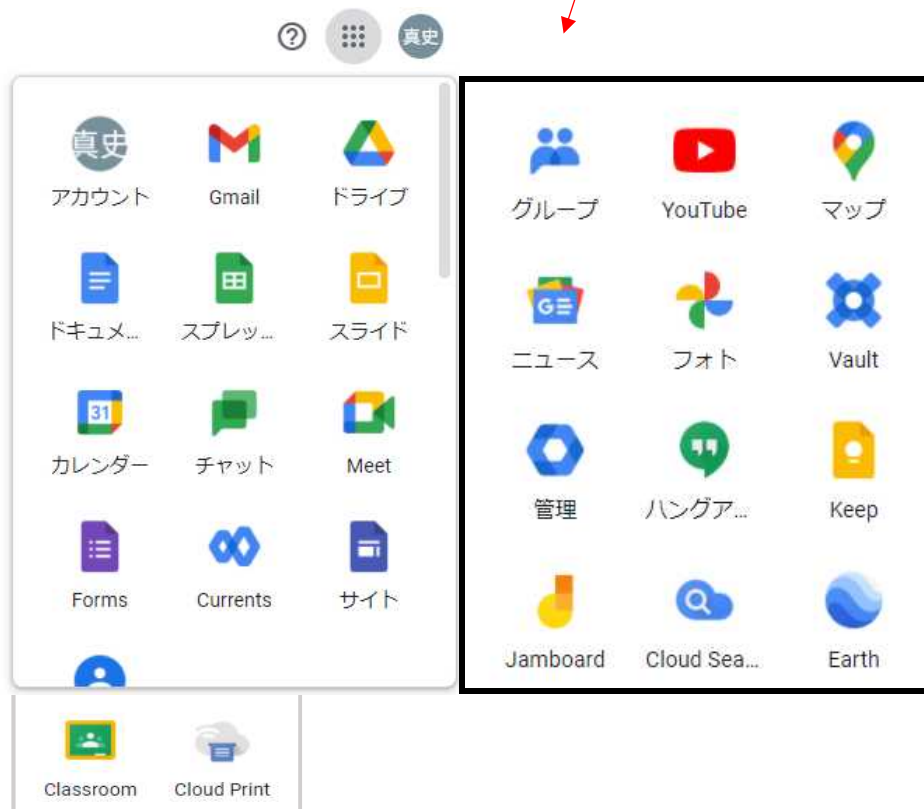 真史
真史
アカウント Gmail ドライブ
ドキュメ... スプレッ... スライド
31
カレンダー チャット Meet
Forms Currents サイト
グループ YouTube マップ
G
ニュース フォト Vault
管理 ハングア... Keep
Jamboard Cloud Sea... Earth
Classroom Cloud Print